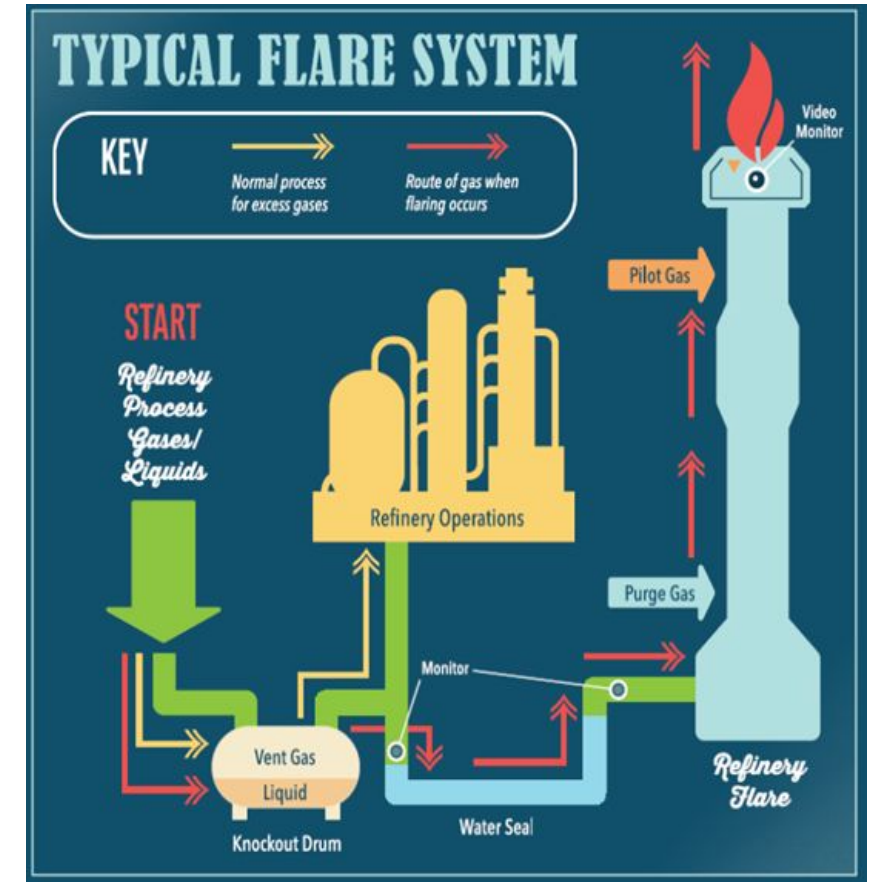 TYPICAL FLARE SYSTEM
KEY
Normal process
for excess gases
Route of gas when
flaring occurs
Video
Monitor
Pilot Gas
START
Refinery
Process
Gases/
Liquids
Refinery Operations
Purge Gas
Monitor
Vent Gas
Liquid
Knockout Drum
Water Seal
Refinery
Flare